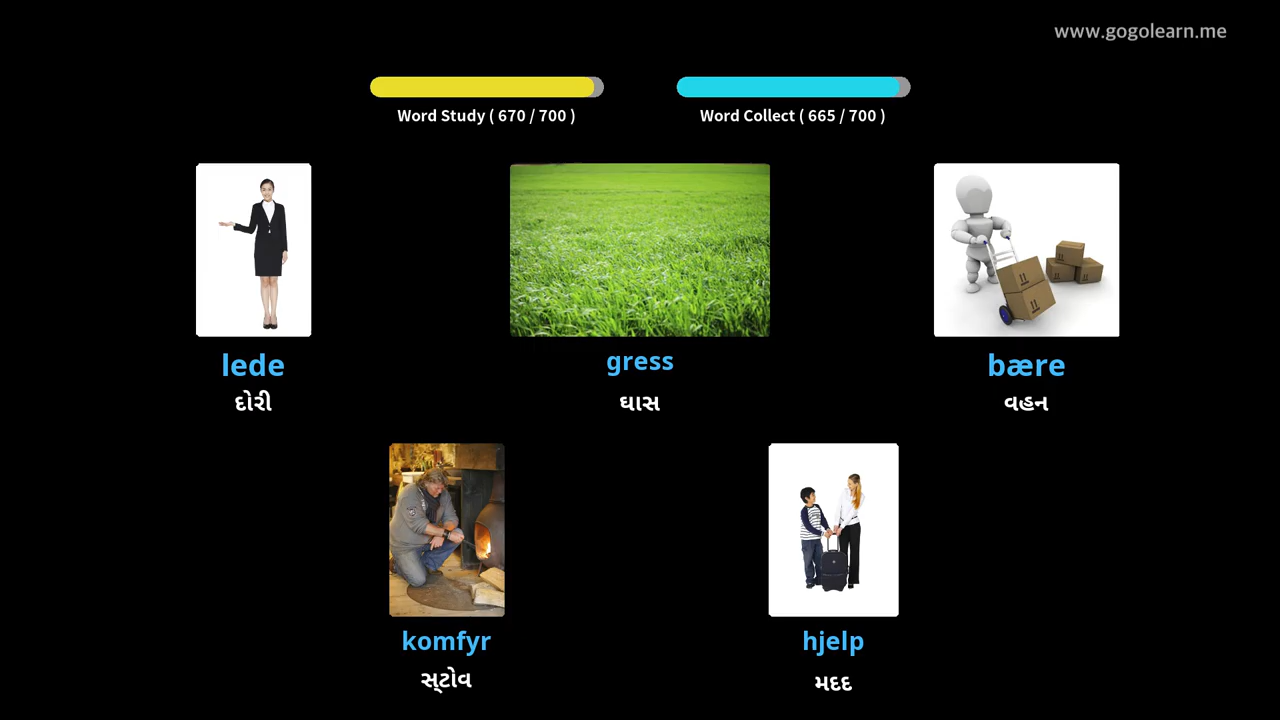 www.gogolearn.me
Word Study ( 670 / 700 )
Word Collect ( 665 / 700 )
lede
દોરી
gress
ઘાસ
bære
વહન
komfyr
સ્ટોવ
hjelp
મદદ